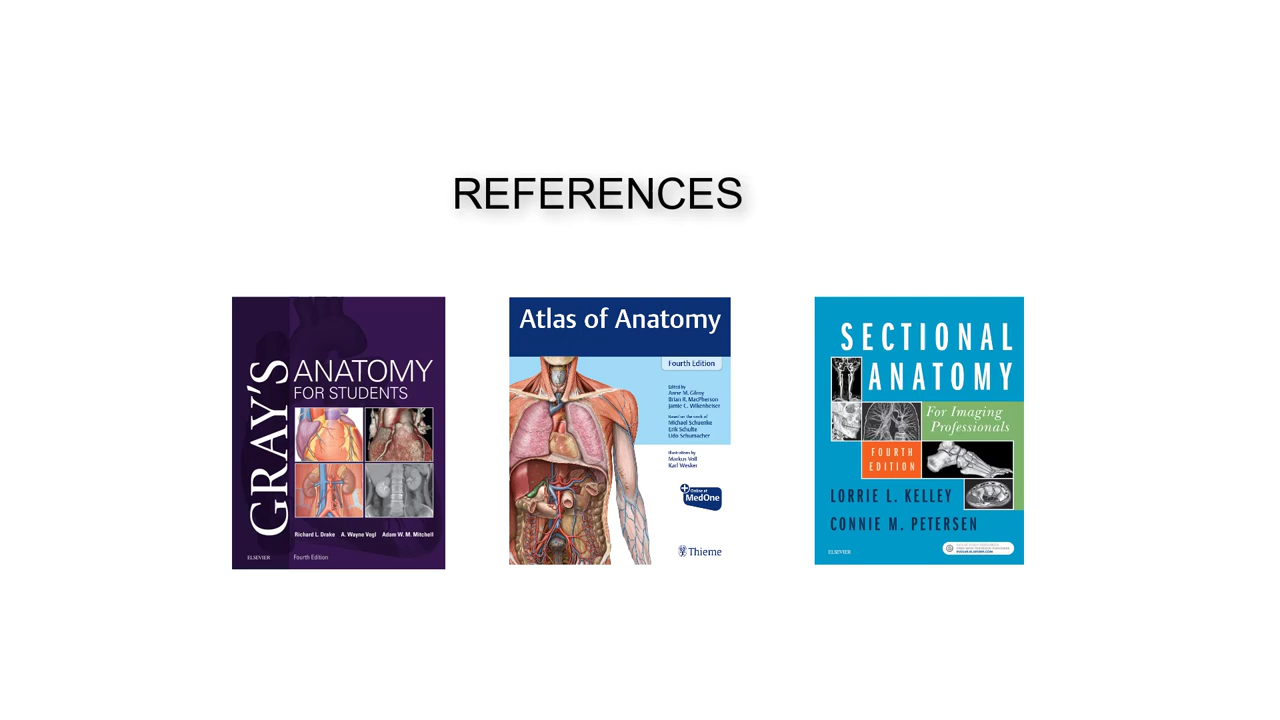 REFERENCES
GRAY'S
ANATOMY
FOR STUDENTS
Richard L. Drake A. Wayne Vogl Adam W. M. Mitchell
ELSEVIER
Fourth Edition
Atlas of Anatomy
Fourth Edition
Edited by
Anne M. Gilroy
Brian R. MacPherson
Jamie C. Wikenheiser
Based on the work of
Michael Schuenke
Erik Schulte
Udo Schumacher
Illustrations by
Markus Voll
Karl Wesker
Online at
MedOne
Thieme
SECTIONAL
ANATOMY
For Imaging
Professionals
FOURTH
EDITION
LORRIE L. KELLEY
CONNIE M. PETERSEN
ELSEVIER